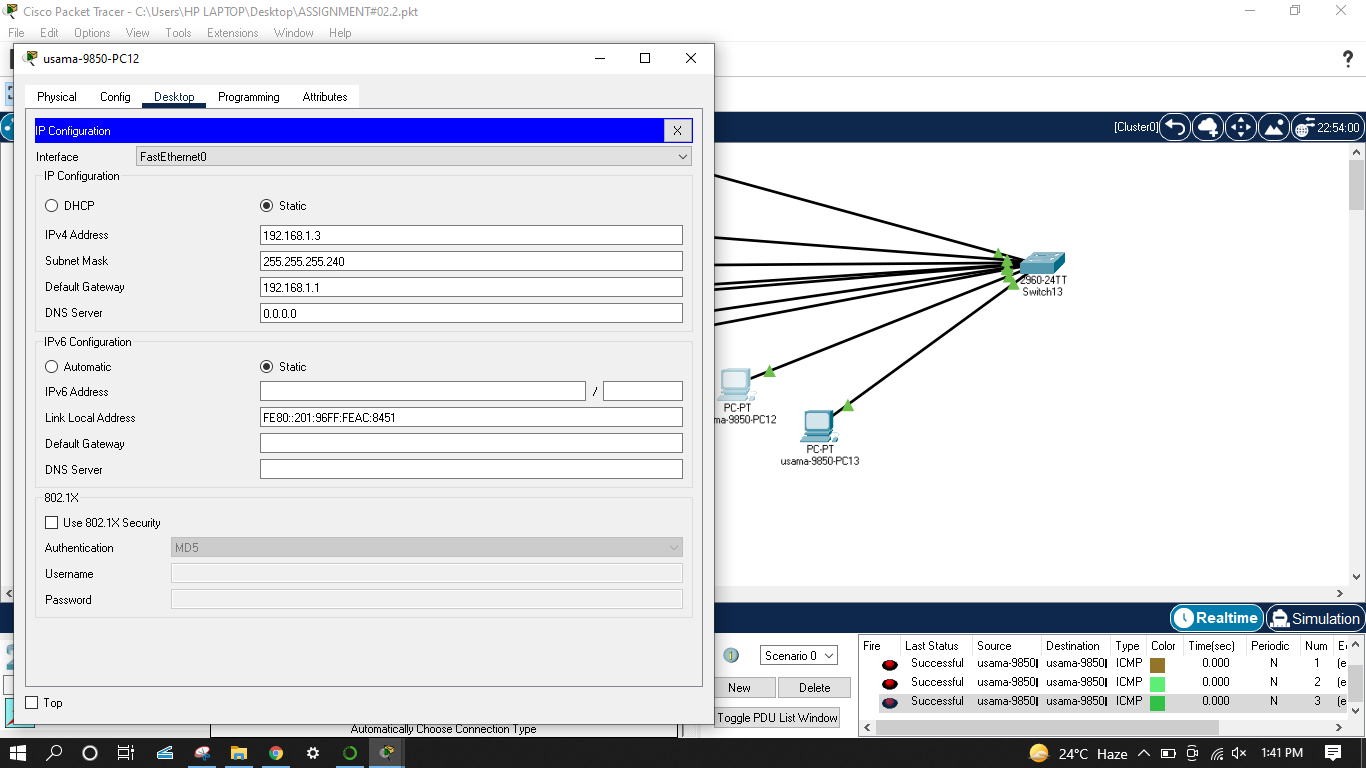 Cisco Packet Tracer - C:\Users\HP LAPTOP\Desktop\ASSIGNMENT#02.2.pkt
File Edit Options View Tools Extensions Window Help
usama-9850-PC12
Physical Config Desktop Programming Attributes
IP Configuration X
Interface FastEthernet0
IP Configuration
DHCP Static
IPv4 Address 192.168.1.3
Subnet Mask 255.255.255.240
Default Gateway 192.168.1.1
DNS Server 0.0.0.0
IPv6 Configuration
Automatic Static
IPv6 Address /
Link Local Address FE80::201:96FF:FEAC:8451
Default Gateway
DNS Server
802.1X
Use 802.1X Security
Authentication MD5
Username
Password
Top
?
[Cluster0] 22:54:00
2960-24TT
Switch13
PC-PT
ma-9850-PC12
PC-PT
usama-9850-PC13
Realtime Simulation
Scenario 0
New Delete
Toggle PDU List Window
Fire Last Status Source Destination Type Color Time(sec) Periodic Num
Successful usama-9850 usama-9850 ICMP 0.000 N 1 (e
Successful usama-9850 usama-9850 ICMP 0.000 N 2 (e
Successful usama-9850 usama-9850 ICMP 0.000 N 3 (e
Automatically Choose Connection Type
24°C Haze 1:41 PM